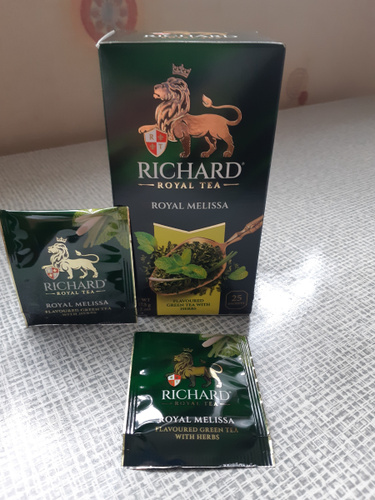 R T
RICHARD
ROYAL TEA
ROYAL MELISSA
FLAVOURED
GREEN TEA WITH
HERBS
25
RICHARD
ROYAL TEA
ROYAL MELISSA
FLAVOURED GREEN TEA
WITH HERBS
RICHARD
ROYAL TEA
ROYAL MELISSA
FLAVOURED GREEN TEA
WITH HERBS